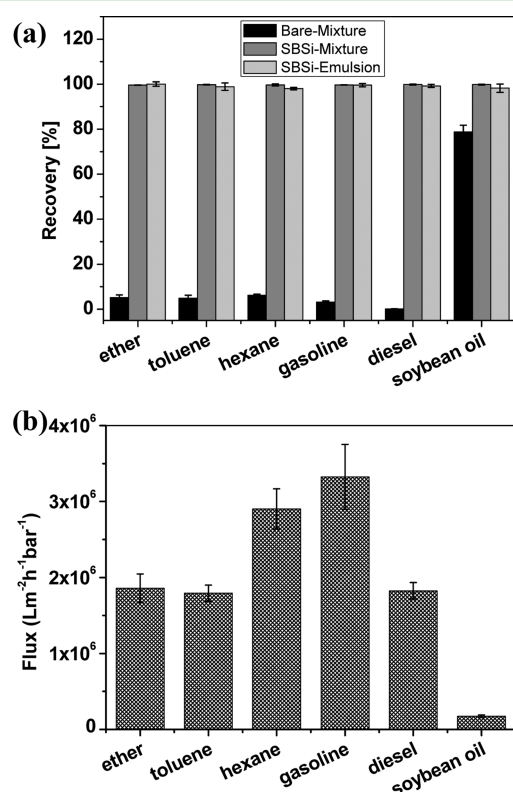 (a)
120
100
80
60
40
20
0
Recovery [%]
Bare-Mixture
SBSi-Mixture
SBSi-Emulsion
ether
toluene
hexane
gasoline
diesel
soybean oil
(b)
4x10⁶
3x10⁶
2x10⁶
1x10⁶
0
Flux (Lm⁻²h⁻¹bar⁻¹)
ether
toluene
hexane
gasoline
diesel
soybean oil